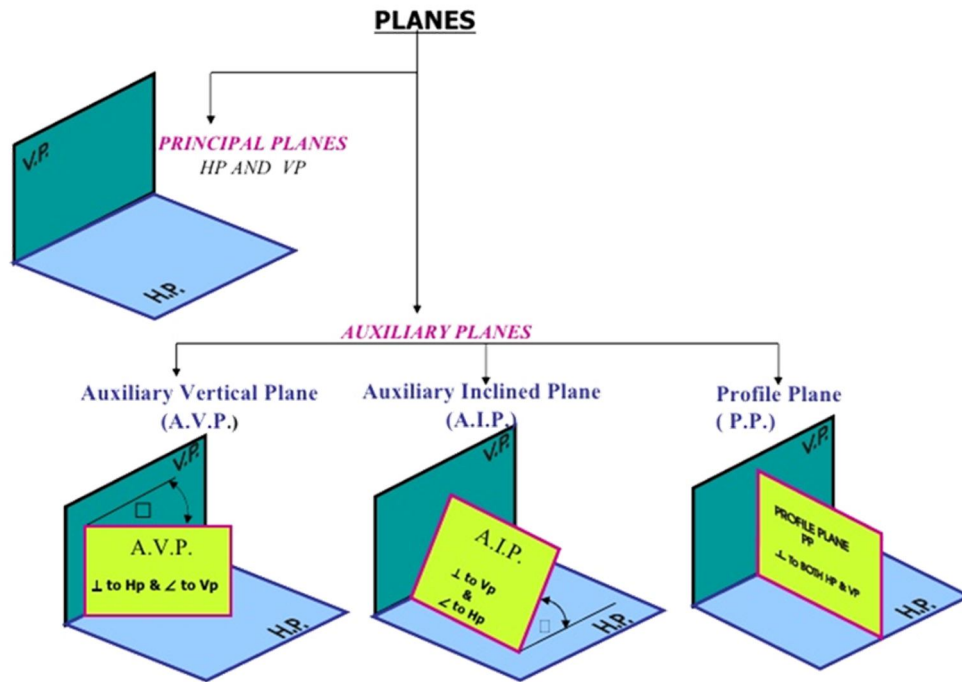 PLANES
PRINCIPAL PLANES
HP AND VP
V.P.
H.P.
AUXILIARY PLANES
Auxiliary Vertical Plane
(A.V.P.)
Auxiliary Inclined Plane
(A.I.P.)
Profile Plane
( P.P.)
V.P.
□
A.V.P.
⊥ to Hp & ∠ to Vp
H.P.
V.P.
A.I.P.
⊥ to Vp
&
∠ to Hp
□
H.P.
V.P.
PROFILE PLANE
PP
⊥ To BOTH HP & VP
H.P.